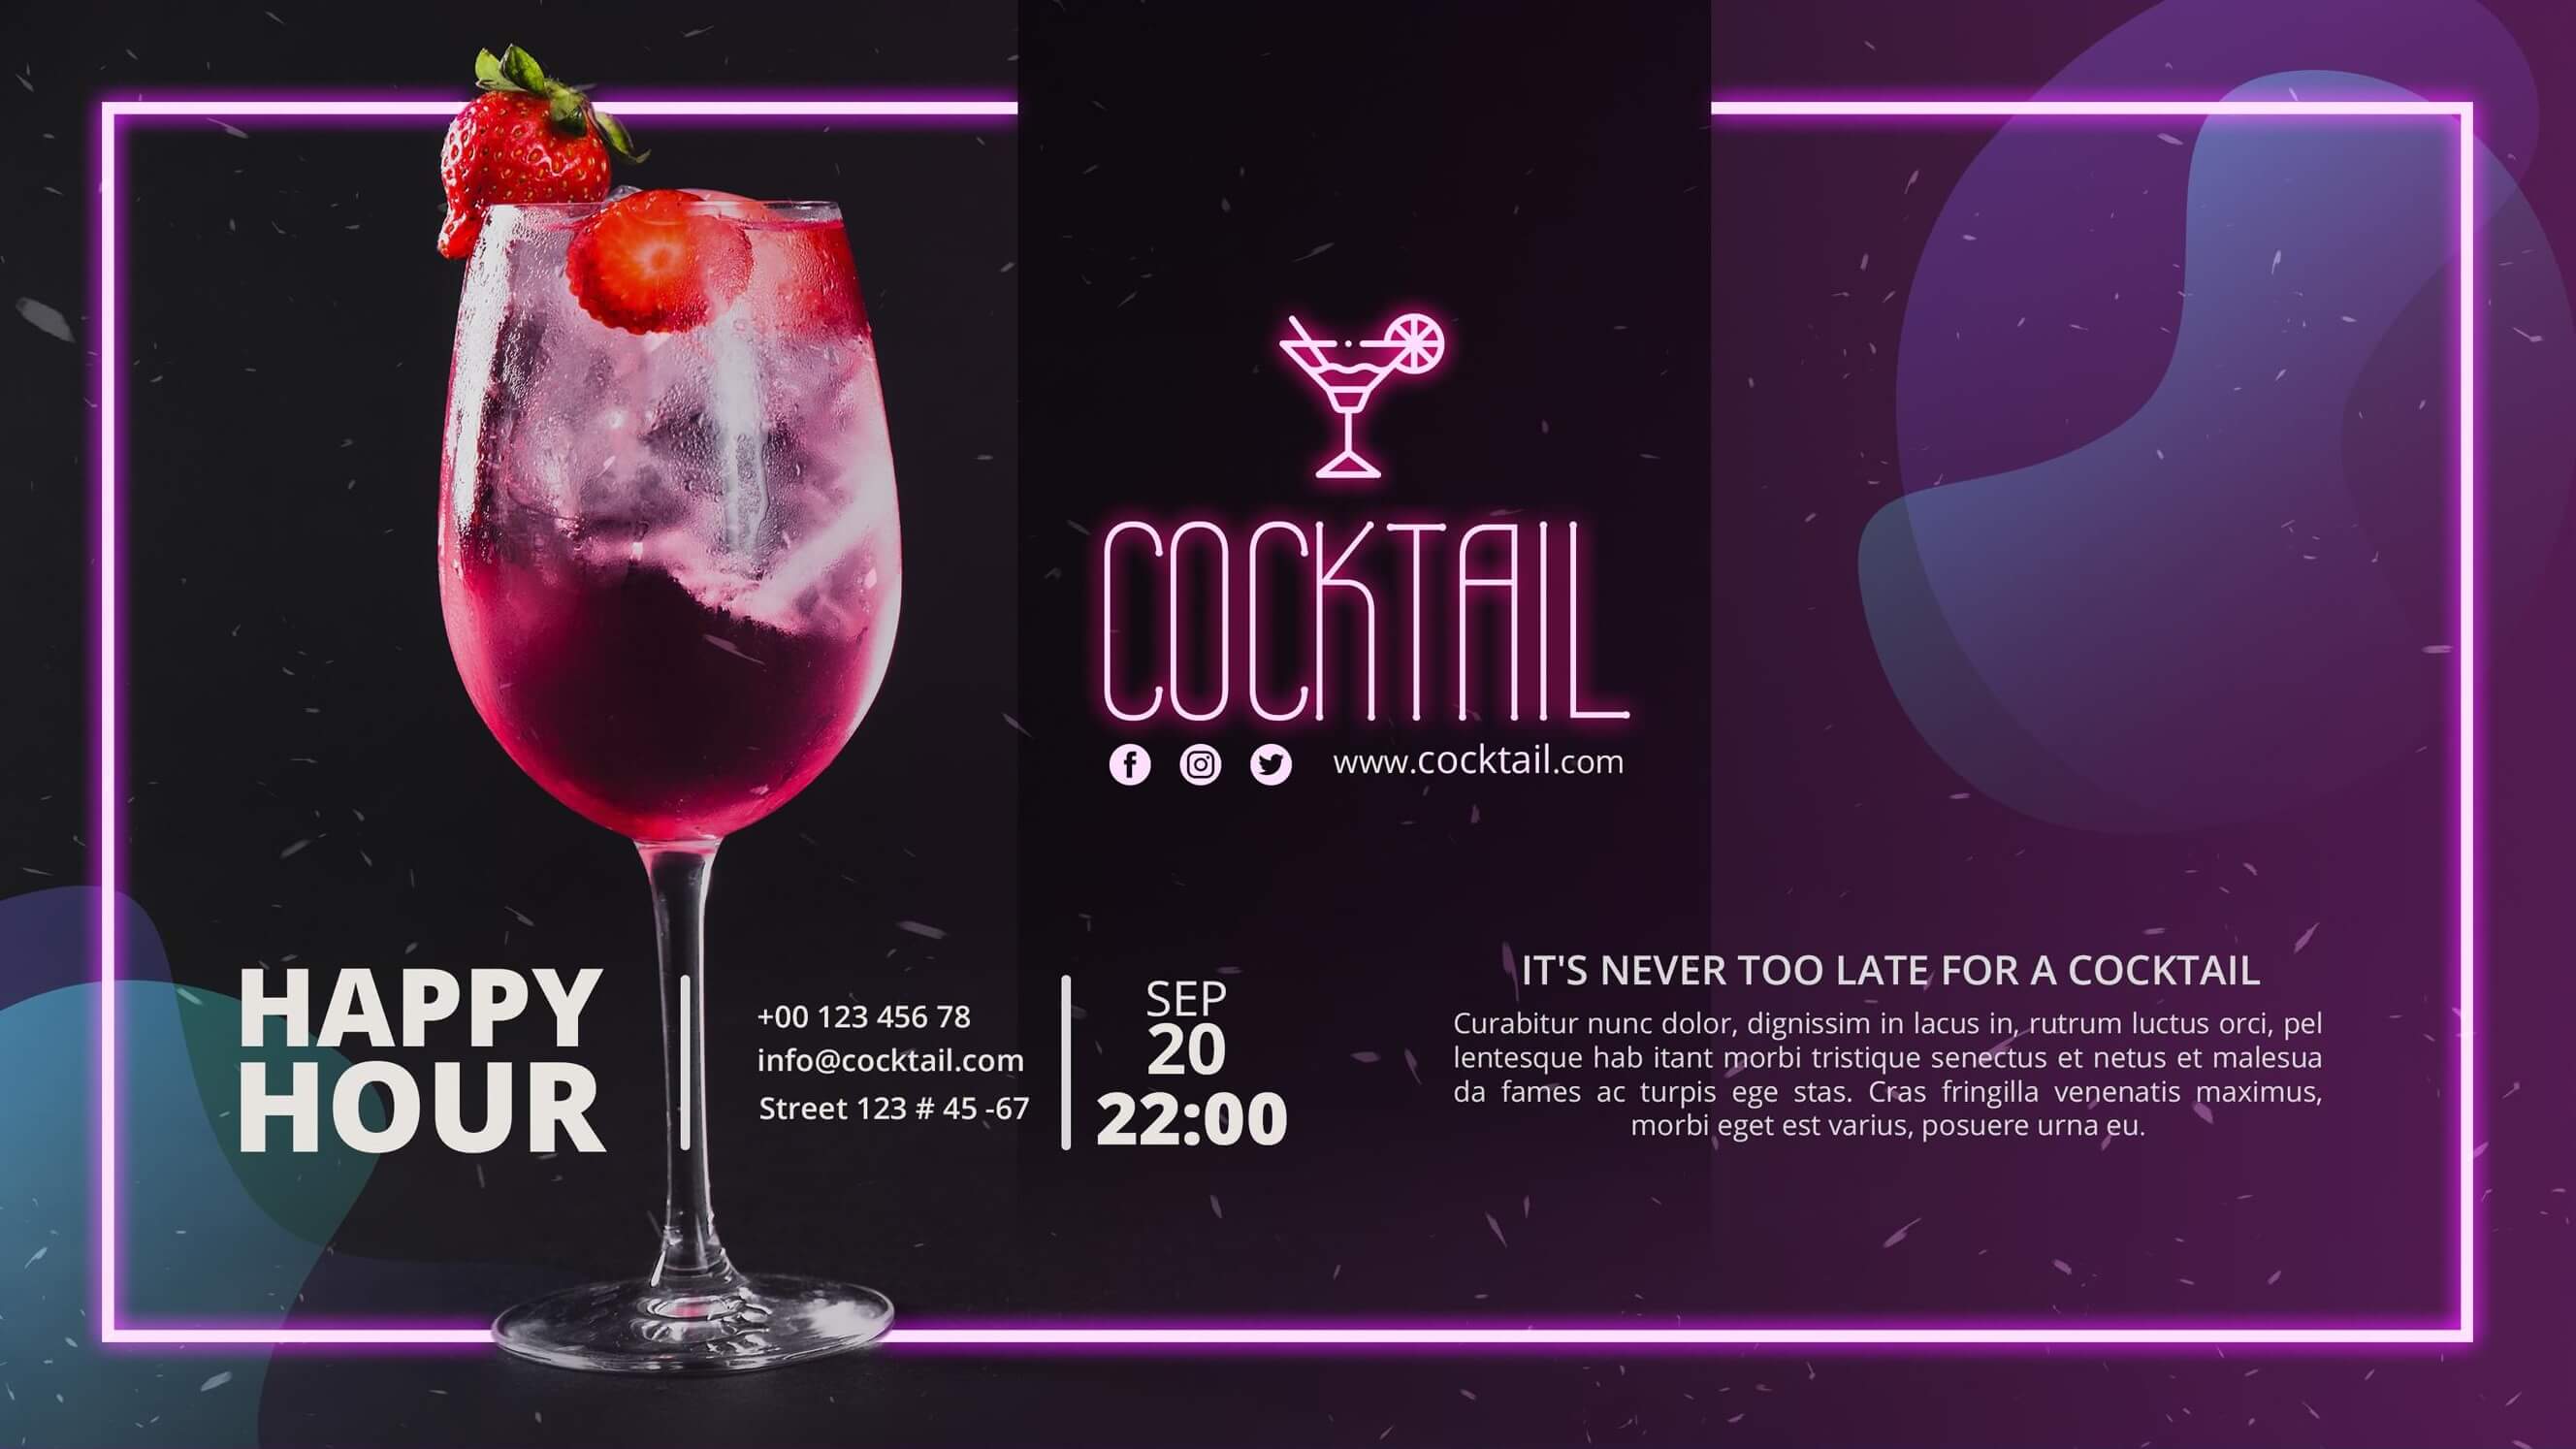 COCKTAIL
www.cocktail.com
HAPPY
HOUR
+00 123 456 78
info@cocktail.com
Street 123 # 45 -67
SEP
20
22:00
IT'S NEVER TOO LATE FOR A COCKTAIL
Curabitur nunc dolor, dignissim in lacus in, rutrum luctus orci, pel
lentesque hab itant morbi tristique senectus et netus et malesua
da fames ac turpis ege stas. Cras fringilla venenatis maximus,
morbi eget est varius, posuere urna eu.